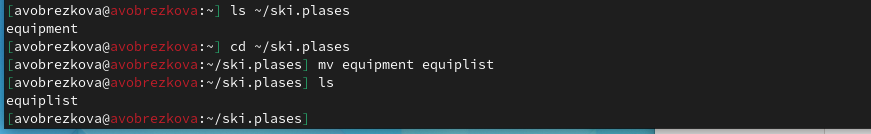 [avobrezkova@avobrezkova:~] ls ~/ski.plases
equipment
[avobrezkova@avobrezkova:~] cd ~/ski.plases
[avobrezkova@avobrezkova:~/ski.plases] mv equipment equiplist
[avobrezkova@avobrezkova:~/ski.plases] ls
equiplist
[avobrezkova@avobrezkova:~/ski.plases]